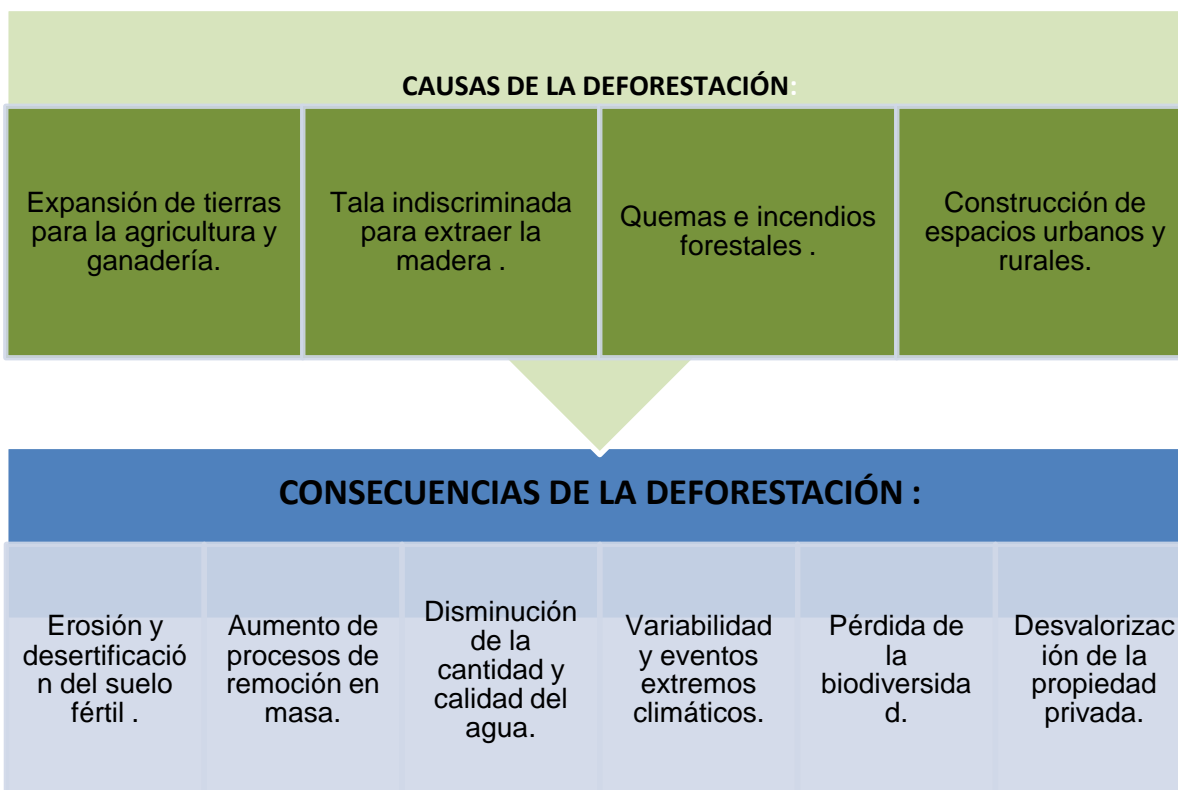 CAUSAS DE LA DEFORESTACIÓN:
Expansión de tierras
para la agricultura y
ganadería.
Tala indiscriminada
para extraer la
madera .
Quemas e incendios
forestales .
Construcción de
espacios urbanos y
rurales.
CONSECUENCIAS DE LA DEFORESTACIÓN :
Erosión y
desertificació
n del suelo
fértil .
Aumento de
procesos de
remoción en
masa.
Disminución
de la
cantidad y
calidad del
agua.
Variabilidad
y eventos
extremos
climáticos.
Pérdida de
la
biodiversida
d.
Desvalorizac
ión de la
propiedad
privada.